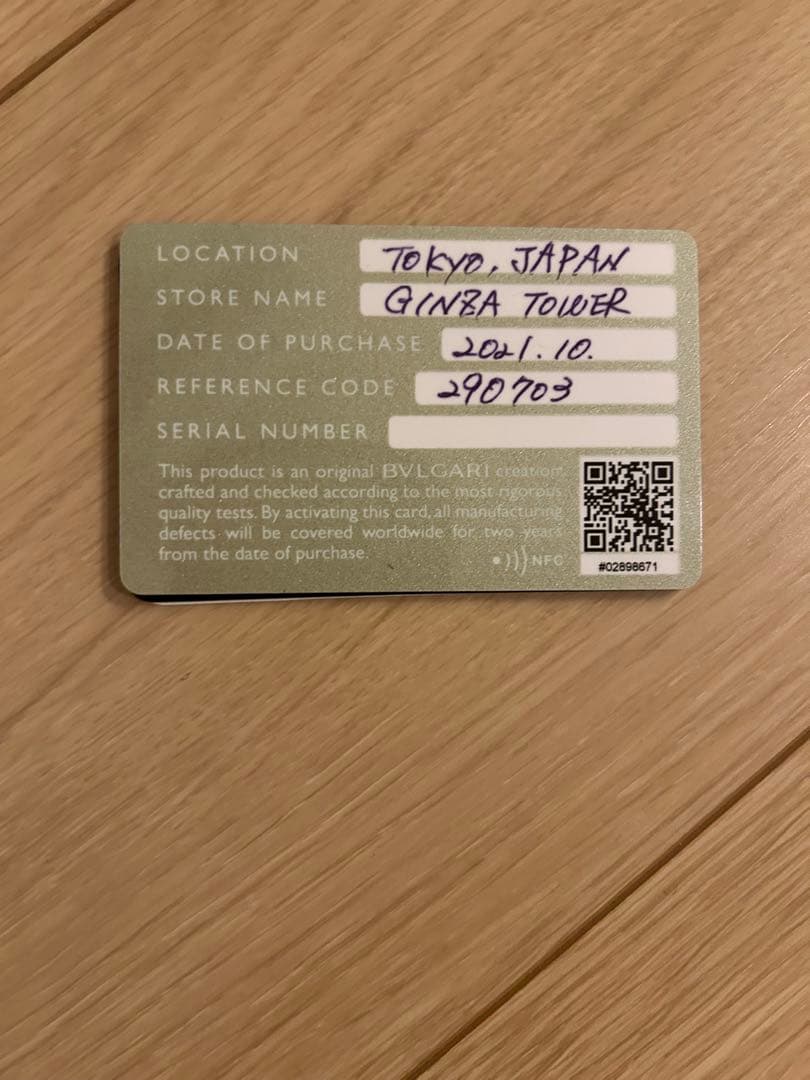 LOCATION TOKYO, JAPAN
STORE NAME GINZA TOWER
DATE OF PURCHASE 2021.10.
REFERENCE CODE 290703
SERIAL NUMBER
This product is an original BVLGARI creation,
crafted and checked according to the most rigorous
quality tests. By activating this card, all manufacturing
defects will be covered worldwide for two years
from the date of purchase.
NFC
#02898671